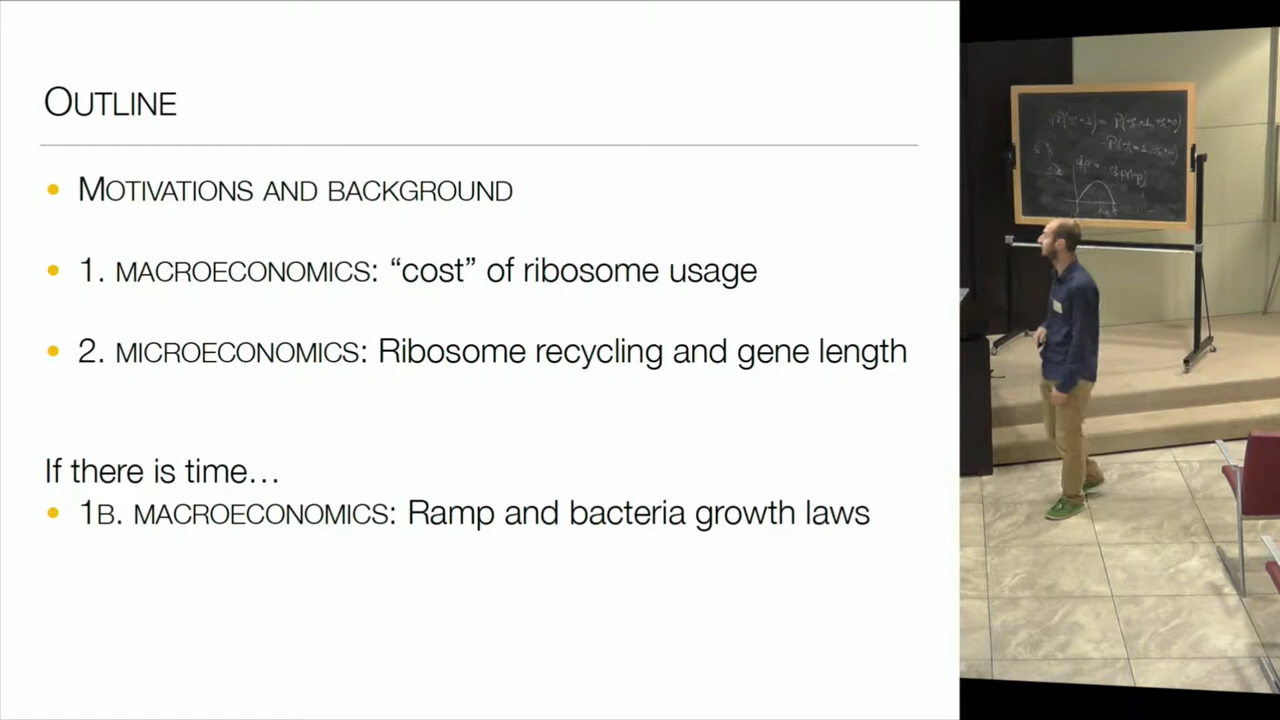 OUTLINE
• MOTIVATIONS AND BACKGROUND
• 1. MACROECONOMICS: “cost” of ribosome usage
• 2. MICROECONOMICS: Ribosome recycling and gene length
If there is time…
• 1B. MACROECONOMICS: Ramp and bacteria growth laws